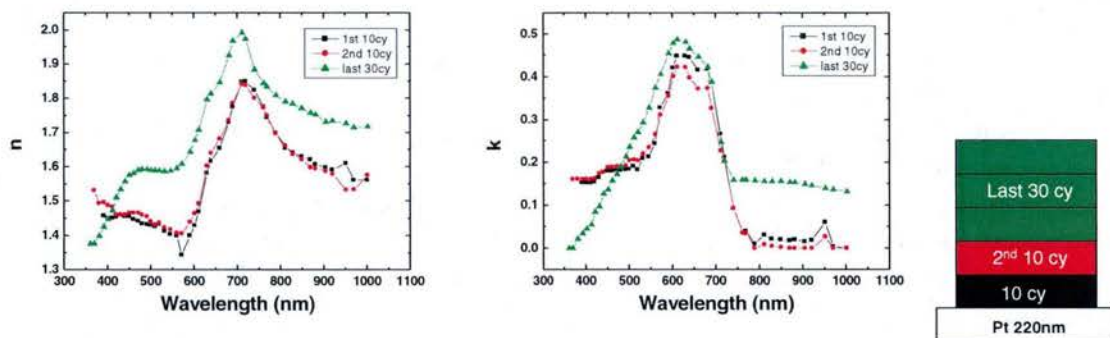 2.0
1.9
1.8
1.7
1.6
1.5
1.4
1.3
n
300 400 500 600 700 800 900 1000 1100
Wavelength (nm)
1st 10cy
2nd 10cy
last 30cy
0.5
0.4
0.3
0.2
0.1
0.0
k
300 400 500 600 700 800 900 1000 1100
Wavelength (nm)
1st 10cy
2nd 10cy
last 30cy
Last 30 cy
2nd 10 cy
10 cy
Pt 220nm